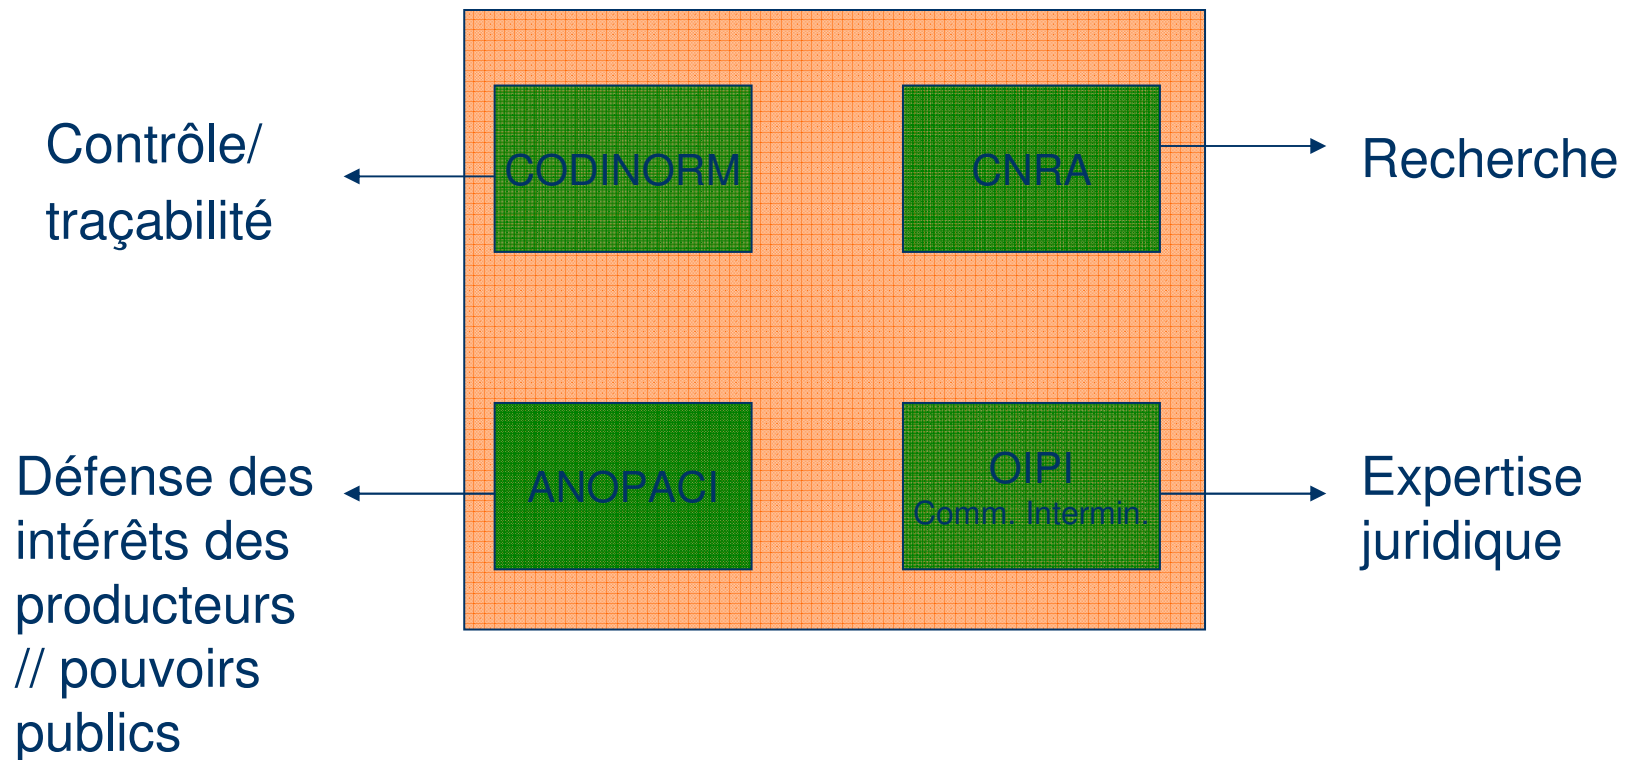 Contrôle/
traçabilité
CODINORM
CNRA
Recherche
Défense des
intérêts des
producteurs
// pouvoirs
publics
ANOPACI
OIPI
Comm. Intermin.
Expertise
juridique